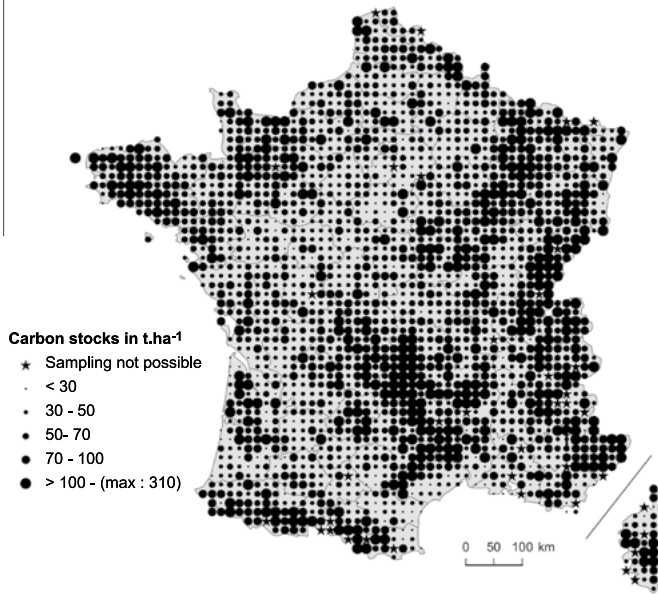 Carbon stocks in t.ha-1
Sampling not possible
< 30
30 - 50
50- 70
70 - 100
> 100 - (max : 310)
0 50 100 km